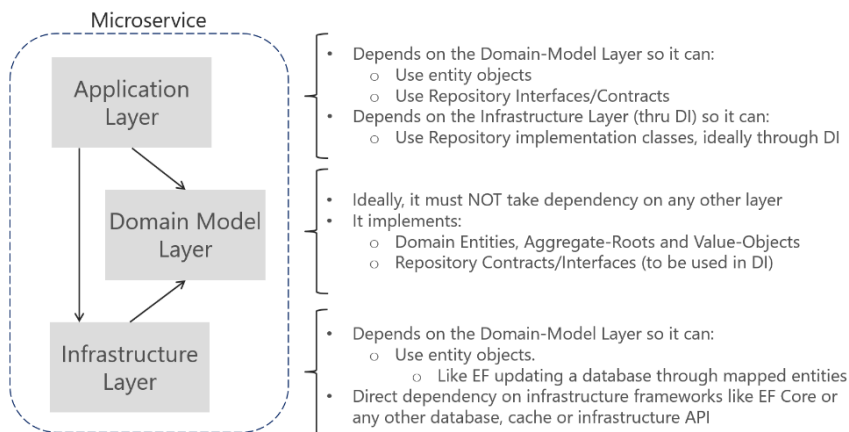 Microservice
Application
Layer
Domain Model
Layer
Infrastructure
Layer
• Depends on the Domain-Model Layer so it can:
o Use entity objects
o Use Repository Interfaces/Contracts
• Depends on the Infrastructure Layer (thru DI) so it can:
o Use Repository implementation classes, ideally through DI
• Ideally, it must NOT take dependency on any other layer
• It implements:
o Domain Entities, Aggregate-Roots and Value-Objects
o Repository Contracts/Interfaces (to be used in DI)
• Depends on the Domain-Model Layer so it can:
o Use entity objects.
o Like EF updating a database through mapped entities
• Direct dependency on infrastructure frameworks like EF Core or
any other database, cache or infrastructure API